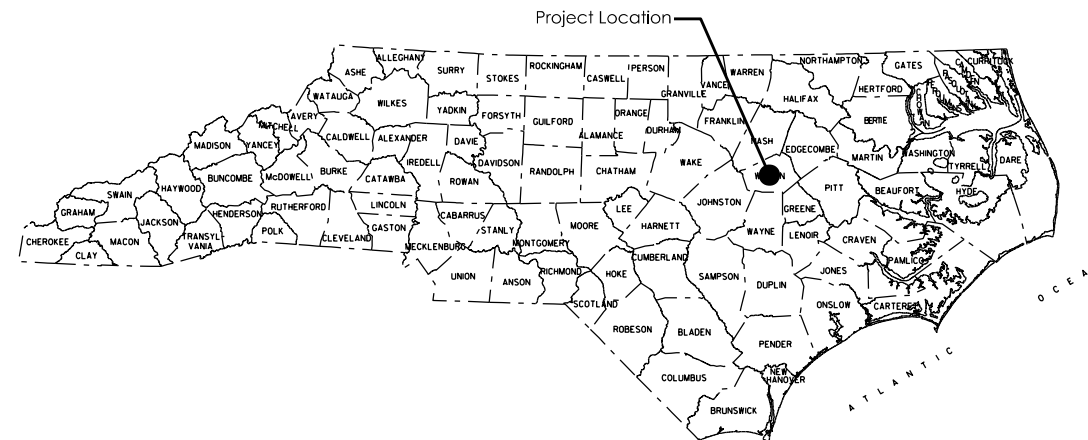 Project Location
ALLEGHANY
ASHE
SURRY
STOKES
ROCKINGHAM
CASWELL
PERSON
GRANVILLE
VANCE
WARREN
NORTHAMPTON
GATES
CURRITUCK
HERTFORD
HALIFAX
WATAUGA
WILKES
YADKIN
FORSYTH
GUILFORD
ALAMANCE
ORANGE
DURHAM
FRANKLIN
NASH
EDGECOMBE
BERTIE
MARTIN
WASHINGTON
TYRRELL
DARE
AVERY
MITCHELL
YANCEY
MADISON
CALDWELL
ALEXANDER
IREDELL
DAVIE
DAVIDSON
RANDOLPH
CHATHAM
WAKE
PITT
BEAUFORT
HYDE
BUNCOMBE
McDOWELL
BURKE
CATAWBA
ROWAN
SWAIN
HAYWOOD
GRAHAM
JACKSON
HENDERSON
RUTHERFORD
LINCOLN
CABARRUS
STANLY
MONTGOMERY
MOORE
LEE
HARNETT
JOHNSTON
WAYNE
GREENE
LENOIR
CRAVEN
PAMLICO
CHEROKEE
CLAY
MACON
TRANSYL
VANIA
POLK
CLEVELAND
GASTON
MECKLENBURG
UNION
ANSON
RICHMOND
SCOTLAND
HOKE
CUMBERLAND
SAMPSON
DUPLIN
JONES
ONSLOW
CARTERET
ROBESON
BLADEN
PENDER
NEW
HANOVER
COLUMBUS
BRUNSWICK
ATLANTIC
OCEA